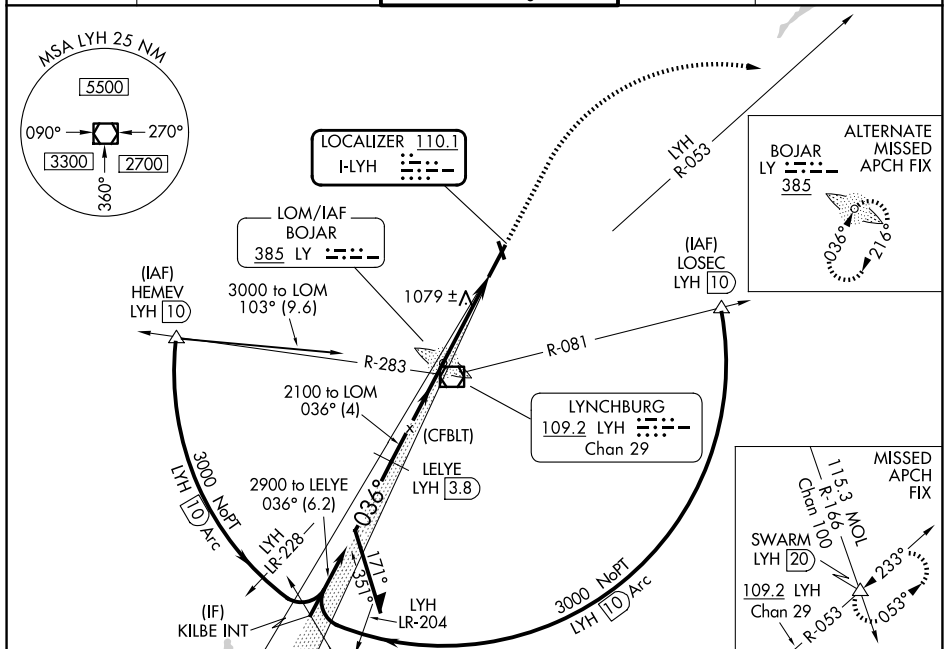 MSA LYH 25 NM
5500
090°
270°
3300
2700
360°
LOCALIZER 110.1
I-LYH
LYH
R-053
ALTERNATE
MISSED
APCH FIX
BOJAR
LY
385
036°
216°
LOM/IAF
BOJAR
385 LY
(IAF)
HEMEV
LYH 10
3000 to LOM
103° (9.6)
1079 ±
(IAF)
LOSEC
LYH 10
R-283
R-081
2100 to LOM
036° (4)
(CFBLT)
LELYE
LYH 3.8
LYNCHBURG
109.2 LYH
Chan 29
3000 NoPT
LYH 10 Arc
2900 to LELYE
036° (6.2)
036°
LYH
LR-228
171°
351°
(IF)
KILBE INT
LYH
LR-204
3000 NoPT
LYH 10 Arc
MISSED
APCH
FIX
115.3 MOL
R-166
Chan 100
SWARM
LYH 20
233°
053°
109.2 LYH
Chan 29
R-053